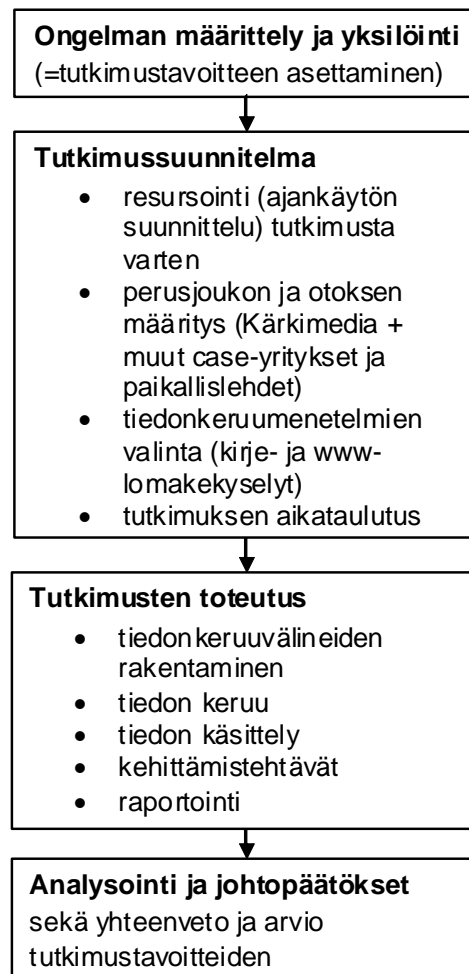 Ongelman määrittely ja yksilöinti
(=tutkimustavoitteen asettaminen)
Tutkimussuunnitelma
• resursointi (ajankäytön
suunnittelu) tutkimusta
varten
• perusjoukon ja otoksen
määritys (Kärkimedia +
muut case-yritykset ja
paikallislehdet)
• tiedonkeruumenetelmien
valinta (kirje- ja www-
lomakekyselyt)
• tutkimuksen aikataulutus
Tutkimusten toteutus
• tiedonkeruuvälineiden
rakentaminen
• tiedon keruu
• tiedon käsittely
• kehittämistehtävät
• raportointi
Analysointi ja johtopäätökset
sekä yhteenveto ja arvio
tutkimustavoitteiden